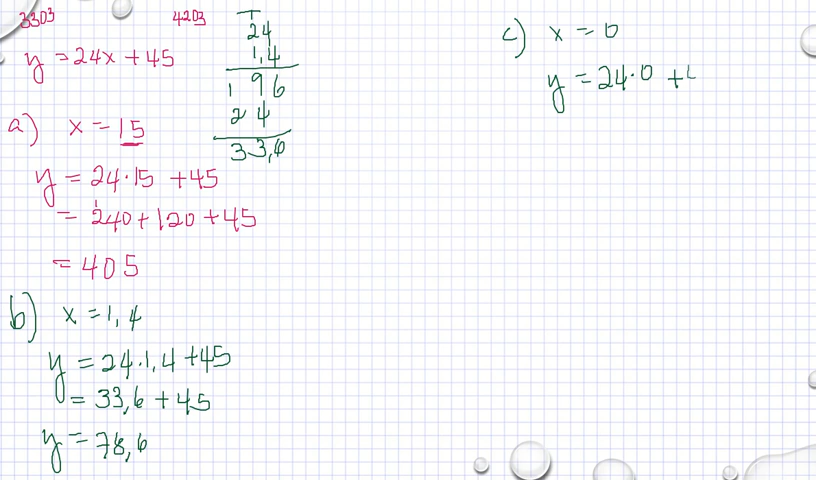 3303 4203
y = 24x + 45
24
1,4
196
24
33,6
a) x = 15
y = 24·15 + 45
= 240 + 120 + 45
= 405
b) x = 1,4
y = 24·1,4 + 45
= 33,6 + 45
y = 78,6
c) x = 0
y = 24·0 +